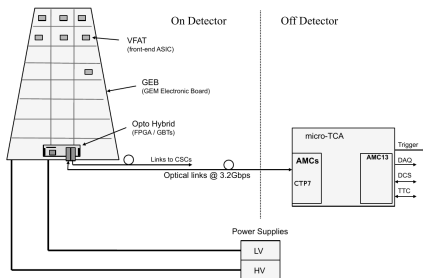 On Detector
Off Detector
VFAT
(front-end ASIC)
GEB
(GEM Electronic Board)
Opto Hybrid
(FPGA / GBTs)
Links to CSCs
Optical links @ 3.2Gbps
micro-TCA
AMCs
AMC13
CTP7
Trigger
DAQ
DCS
TTC
Power Supplies
LV
HV